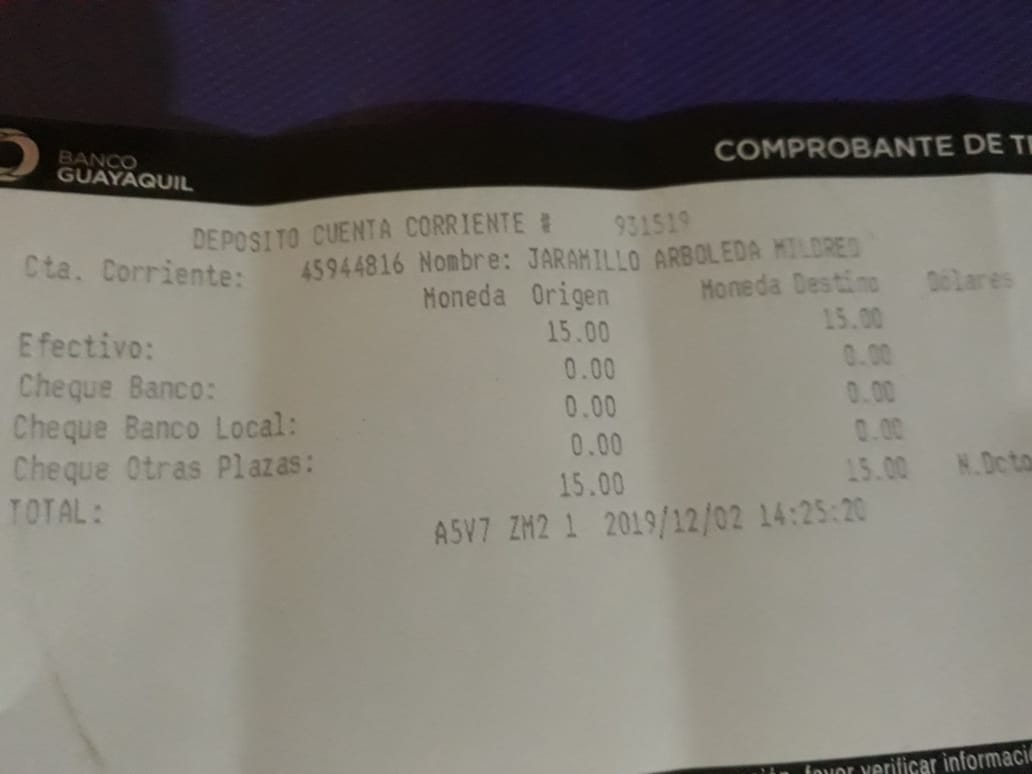 BANCO
GUAYAQUIL
COMPROBANTE DE
DEPOSITO CUENTA CORRIENTE # 931519
Cta. Corriente: 45944816 Nombre: JARAMILLO ARBOLEDA MILDRED
Moneda Origen Moneda Destino Dólares
Efectivo: 15.00 15.00
Cheque Banco: 0.00 0.00
Cheque Banco Local: 0.00 0.00
Cheque Otras Plazas: 0.00 0.00
TOTAL: 15.00 15.00 N.Dcto
A5V7 ZM2 1 2019/12/02 14:25:20
favor verificar informaci